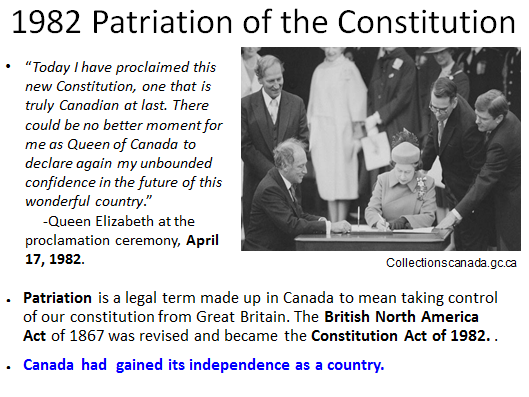 1982 Patriation of the Constitution
• “Today I have proclaimed this
new Constitution, one that is
truly Canadian at last. There
could be no better moment for
me as Queen of Canada to
declare again my unbounded
confidence in the future of this
wonderful country.”
-Queen Elizabeth at the
proclamation ceremony, April
17, 1982.
Collectionscanada.gc.ca
• Patriation is a legal term made up in Canada to mean taking control
of our constitution from Great Britain. The British North America
Act of 1867 was revised and became the Constitution Act of 1982. .
• Canada had  gained its independence as a country.